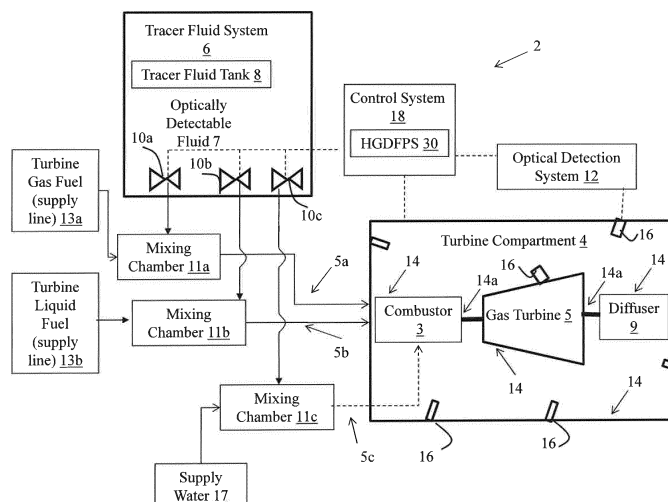 Tracer Fluid System
6
Tracer Fluid Tank 8
Optically
Detectable
Fluid 7
10a
10b
10c
2
Control System
18
HGDFPS 30
Optical Detection
System 12
Turbine
Gas Fuel
(supply
line) 13a
Mixing
Chamber 11a
Turbine
Liquid
Fuel
(supply
line) 13b
Mixing
Chamber 11b
Mixing
Chamber 11c
Supply
Water 17
5a
5b
5c
Turbine Compartment 4
16
16
14
14a
14a
14
Combustor
3
Gas Turbine 5
Diffuser
9
14
14
16
16